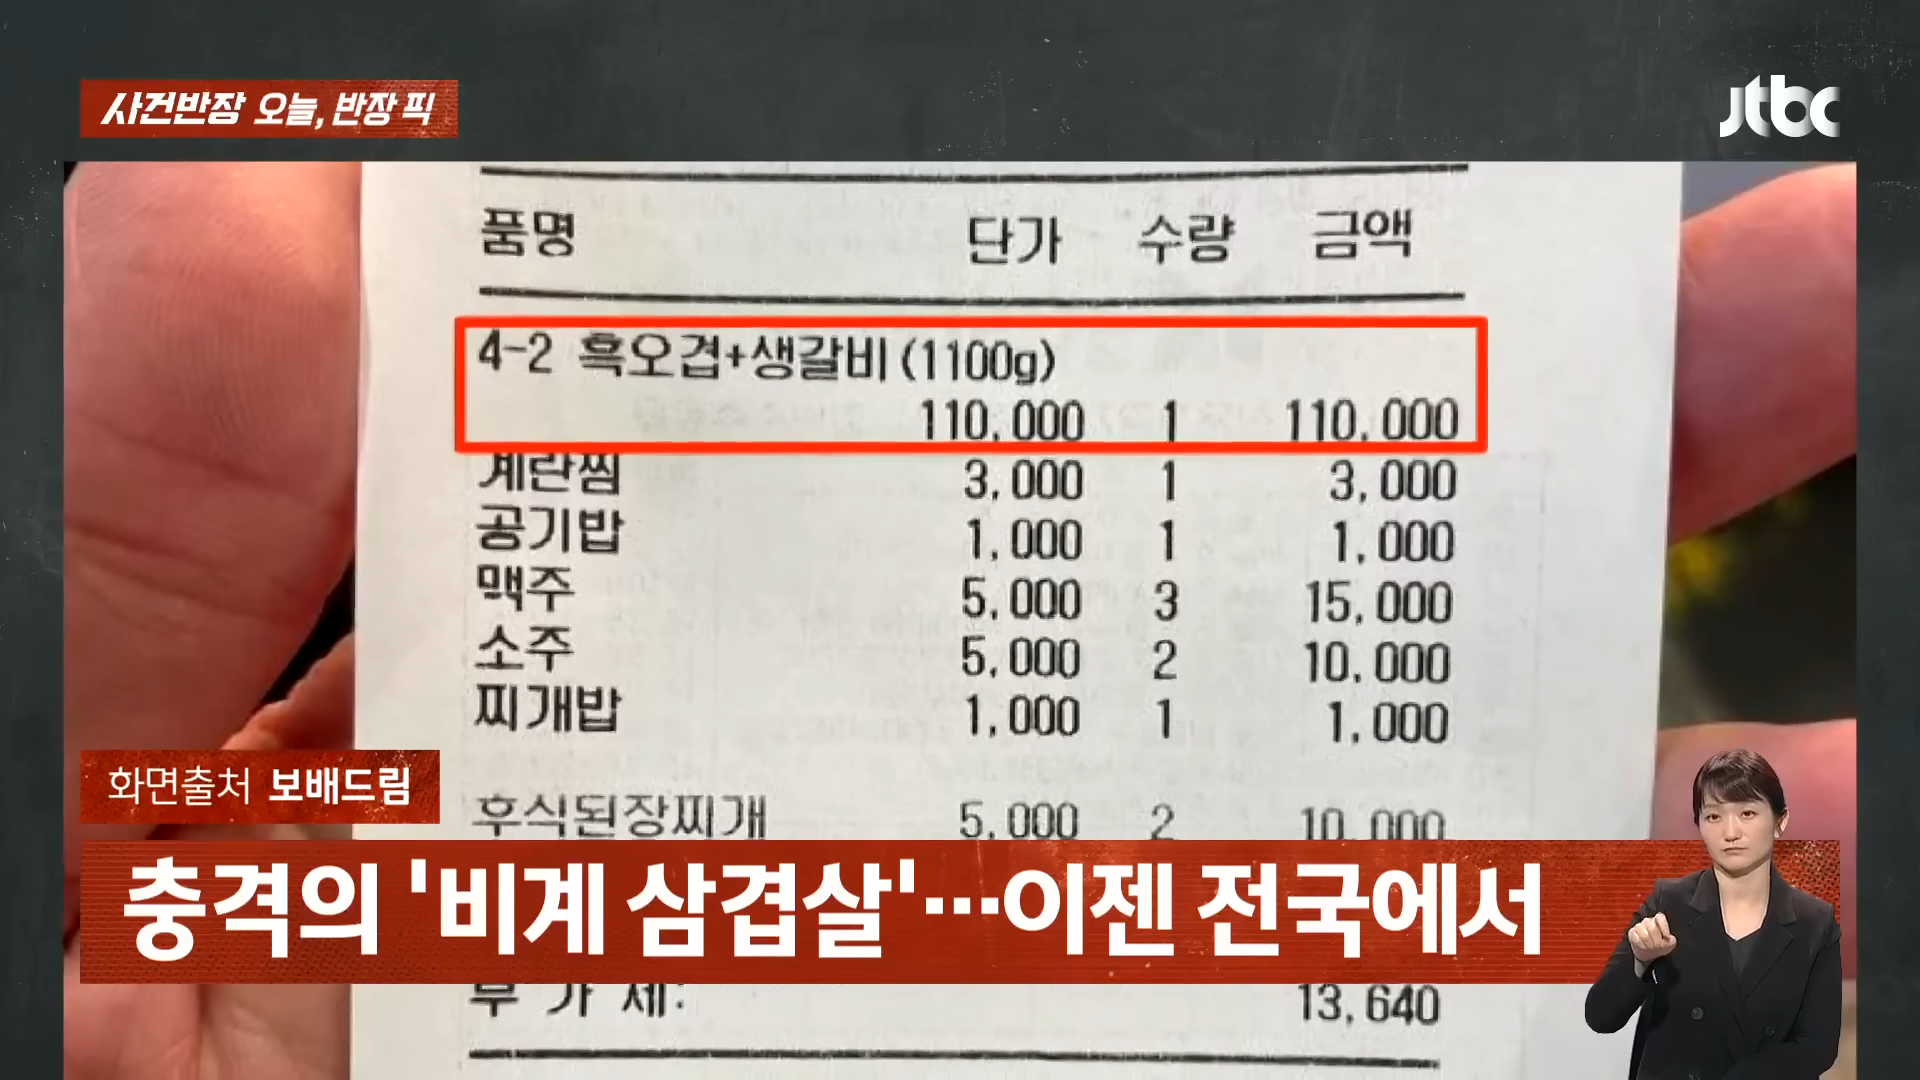 사건반장 오늘, 반장 픽
jtbc
품명 단가 수량 금액
4-2 흑오겹+생갈비(1100g)
110,000 1 110,000
계란찜 3,000 1 3,000
공기밥 1,000 1 1,000
맥주 5,000 3 15,000
소주 5,000 2 10,000
찌개밥 1,000 1 1,000
후식된장찌개 5,000 2 10,000
화면출처 보배드림
충격의 '비계 삼겹살'…이젠 전국에서
부 가 세: 13,640